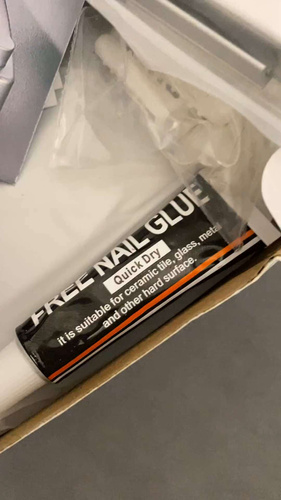 FREE NAIL GLUE
Quick Dry
it is suitable for ceramic tile, glass, metal
and other hard surface.